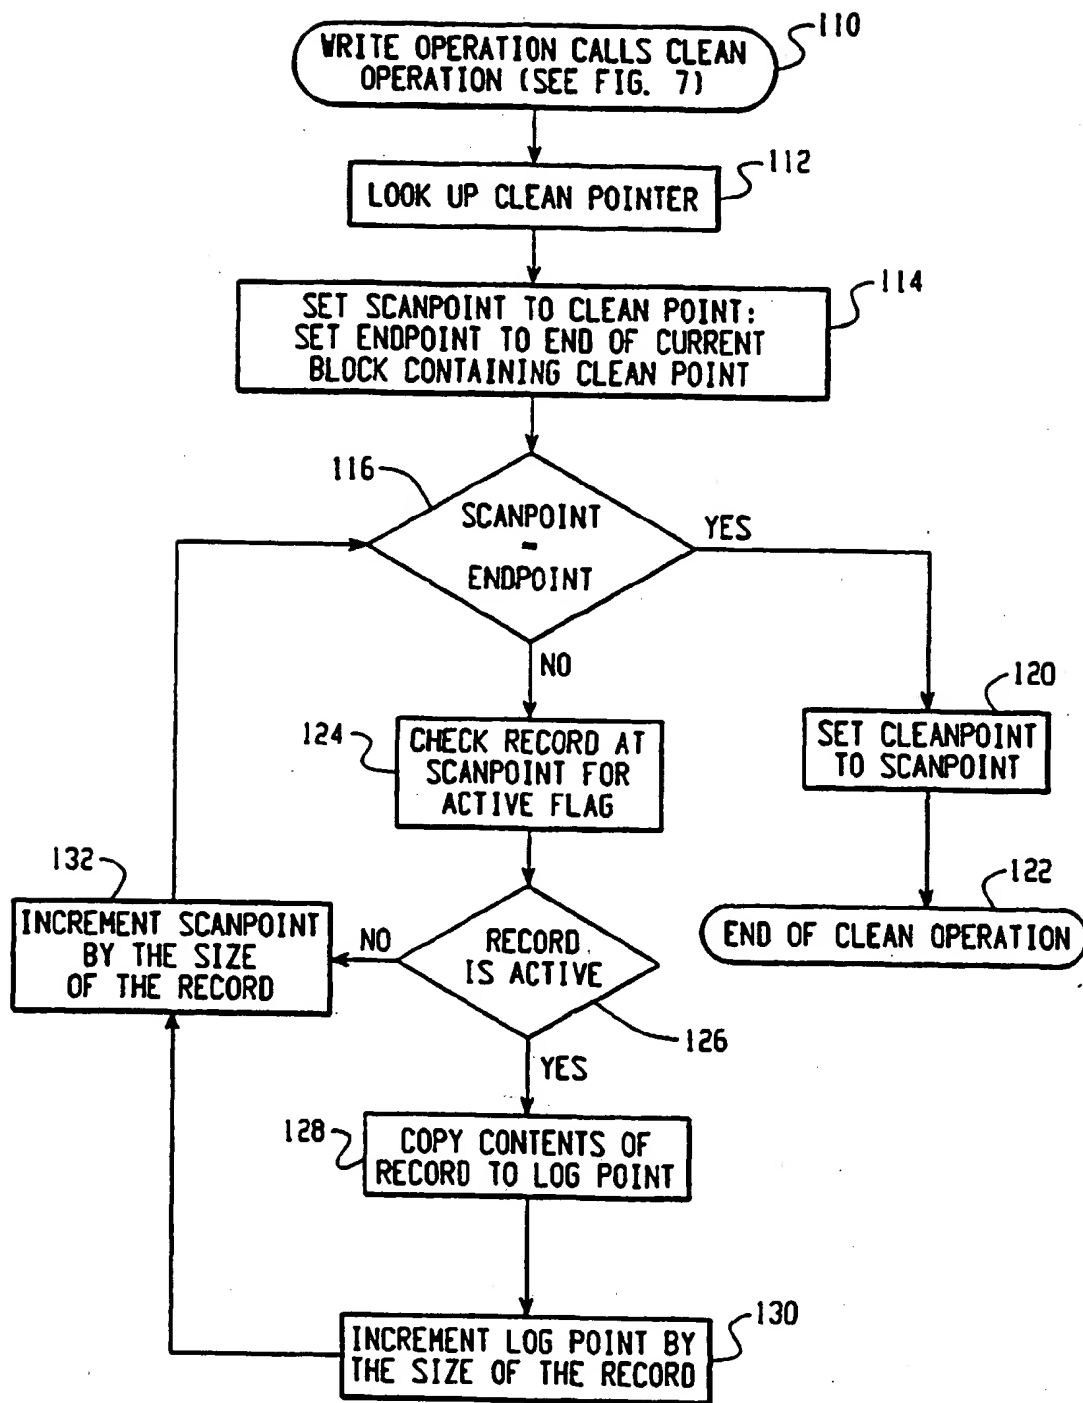 110
WRITE OPERATION CALLS CLEAN
OPERATION (SEE FIG. 7)
112
LOOK UP CLEAN POINTER
114
SET SCANPOINT TO CLEAN POINT:
SET ENDPOINT TO END OF CURRENT
BLOCK CONTAINING CLEAN POINT
116
SCANPOINT
=
ENDPOINT
YES
NO
120
SET CLEANPOINT
TO SCANPOINT
124
CHECK RECORD AT
SCANPOINT FOR
ACTIVE FLAG
122
END OF CLEAN OPERATION
132
INCREMENT SCANPOINT
BY THE SIZE
OF THE RECORD
NO
RECORD
IS ACTIVE
126
YES
128
COPY CONTENTS OF
RECORD TO LOG POINT
130
INCREMENT LOG POINT BY
THE SIZE OF THE RECORD